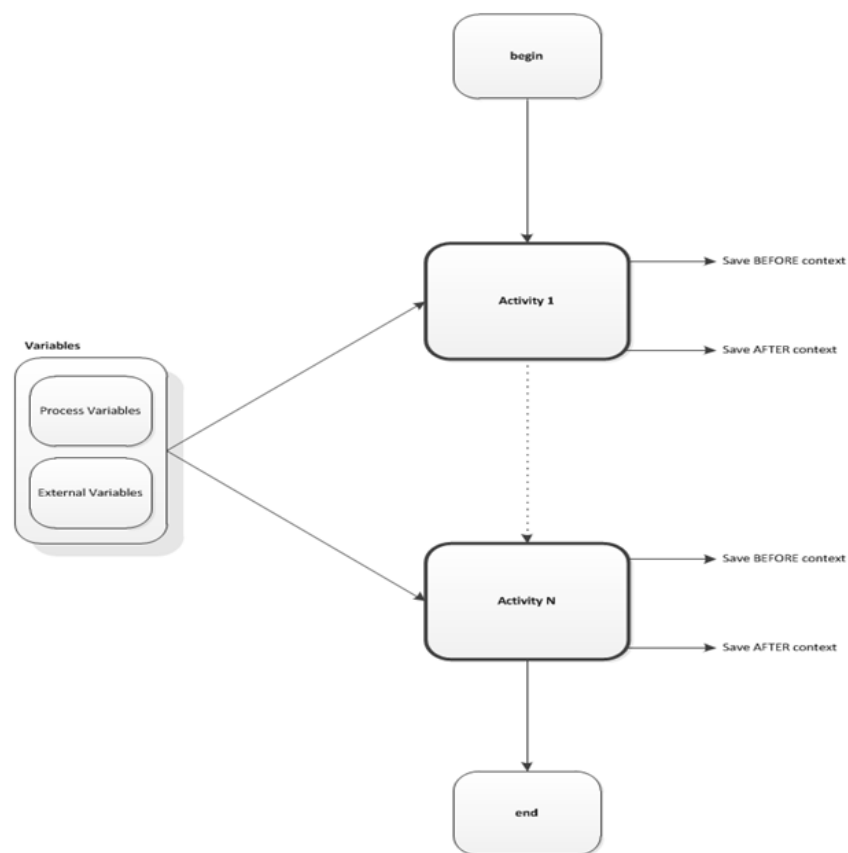 begin
Activity 1
Save BEFORE context
Save AFTER context
Variables
Process Variables
External Variables
Activity N
Save BEFORE context
Save AFTER context
end